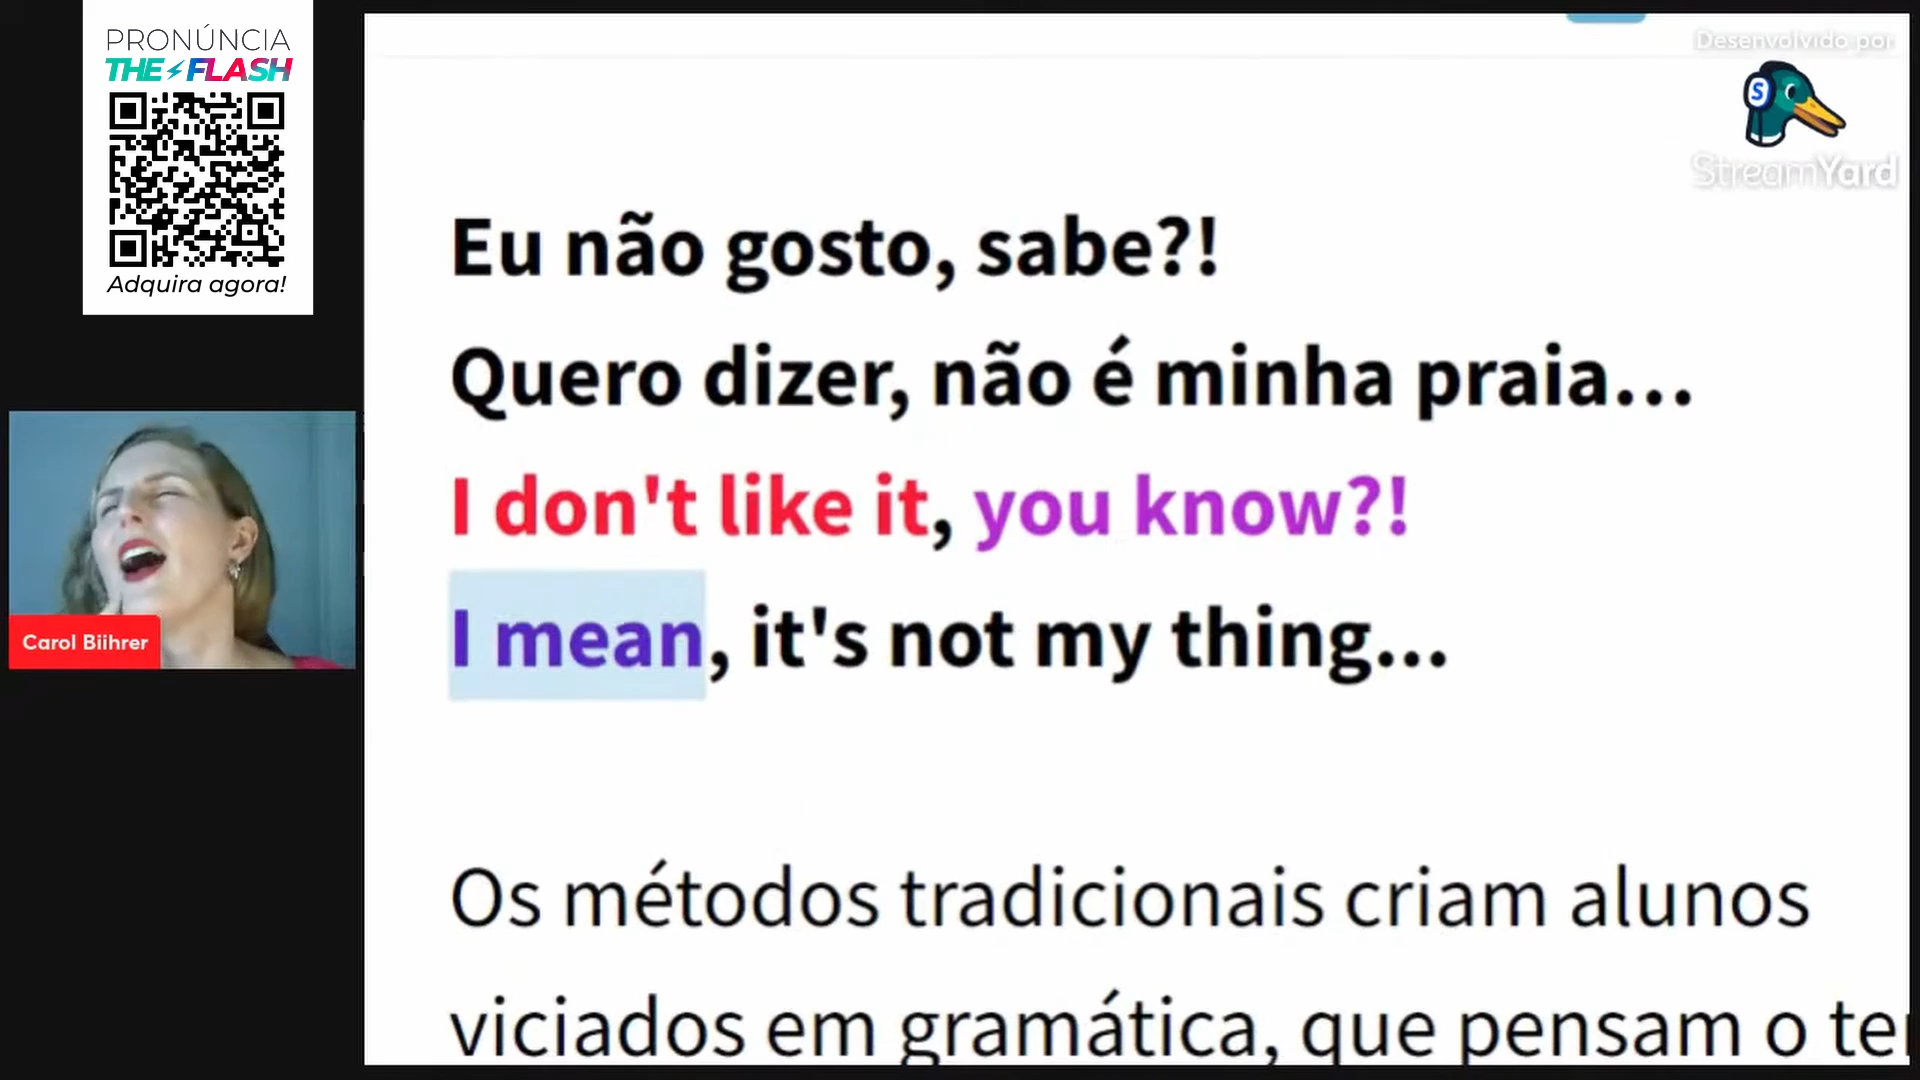 PRONÚNCIA
THE FLASH
Adquira agora!
Desenvolvido por
S
StreamYard
Eu não gosto, sabe?!
Quero dizer, não é minha praia...
I don't like it, you know?!
I mean, it's not my thing...
Carol Biihrer
Os métodos tradicionais criam alunos
viciados em gramática, que pensam o